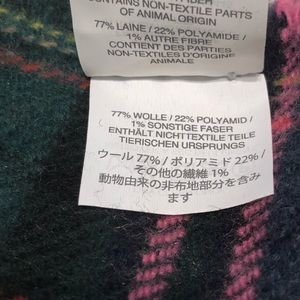 CONTAINS NON-TEXTILE PARTS
OF ANIMAL ORIGIN
77% LAINE / 22% POLYAMIDE /
1% AUTRE FIBRE
CONTIENT DES PARTIES
NON-TEXTILES D'ORIGINE
ANIMALE
77% WOLLE / 22% POLYAMID /
1% SONSTIGE FASER
ENTHÄLT NICHTTEXTILE TEILE
TIERISCHEN URSPRUNGS
ウール 77% / ポリアミド 22% /
その他の繊維 1%
動物由来の非布地部分を含み
ます